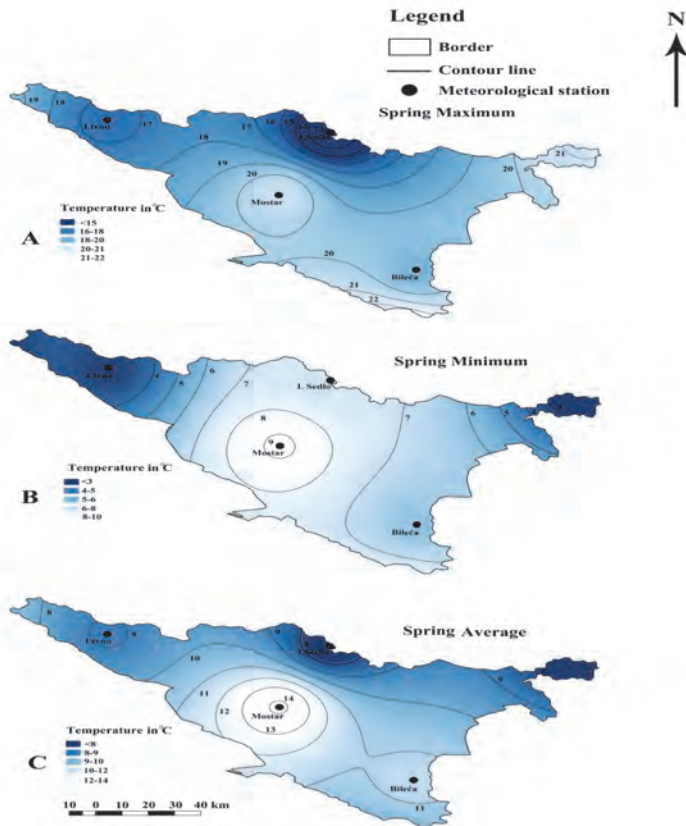 Legend
N
Border
Contour line
Meteorological station
Spring Maximum
19
18
Livno
17
18
17
16
15
19
20
Mostar
20
21
20
21
22
Bileća
Temperature in °C
<15
16-18
18-20
20-21
21-22
A
Spring Minimum
Livno
4
5
6
7
I. Sedlo
8
9
Mostar
7
6
5
Bileća
Temperature in °C
<3
4-5
5-6
6-8
8-10
B
Spring Average
8
Livno
9
9
10
11
12
14
Mostar
13
9
Bileća
11
Temperature in °C
<8
8-9
9-10
10-12
12-14
C
10 0 10 20 30 40 km